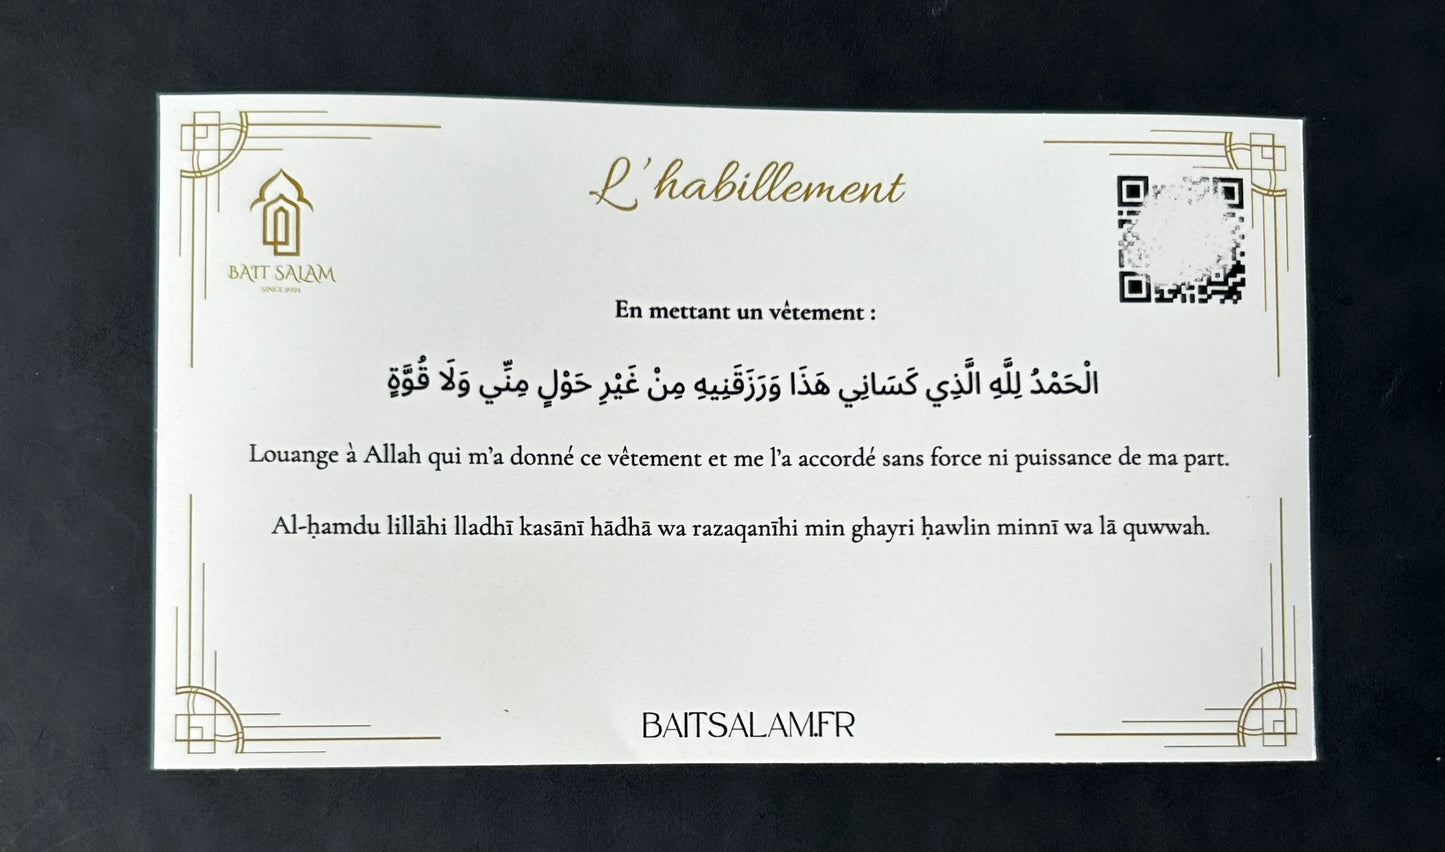 L'habillement
BAIT SALAM
SINCE 2024
En mettant un vêtement :
الْحَمْدُ لِلَّهِ الَّذِي كَسَانِي هَذَا وَرَزَقَنِيهِ مِنْ غَيْرِ حَوْلٍ مِنِّي وَلَا قُوَّةٍ
Louange à Allah qui m'a donné ce vêtement et me l'a accordé sans force ni puissance de ma part.
Al-ḥamdu lillāhi lladhī kasānī hādhā wa razaqanīhi min ghayri ḥawlin minnī wa lā quwwah.
BAITSALAM.FR